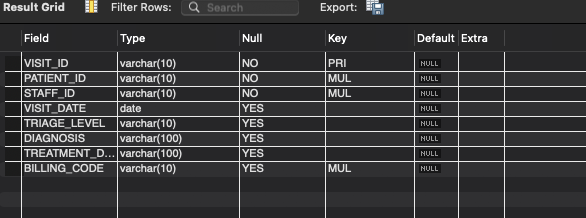 Result Grid Filter Rows: Search Export:
Field Type Null Key Default Extra
VISIT_ID varchar(10) NO PRI NULL
PATIENT_ID varchar(10) NO MUL NULL
STAFF_ID varchar(10) NO MUL NULL
VISIT_DATE date YES NULL
TRIAGE_LEVEL varchar(10) YES NULL
DIAGNOSIS varchar(100) YES NULL
TREATMENT_D... varchar(100) YES NULL
BILLING_CODE varchar(10) YES MUL NULL